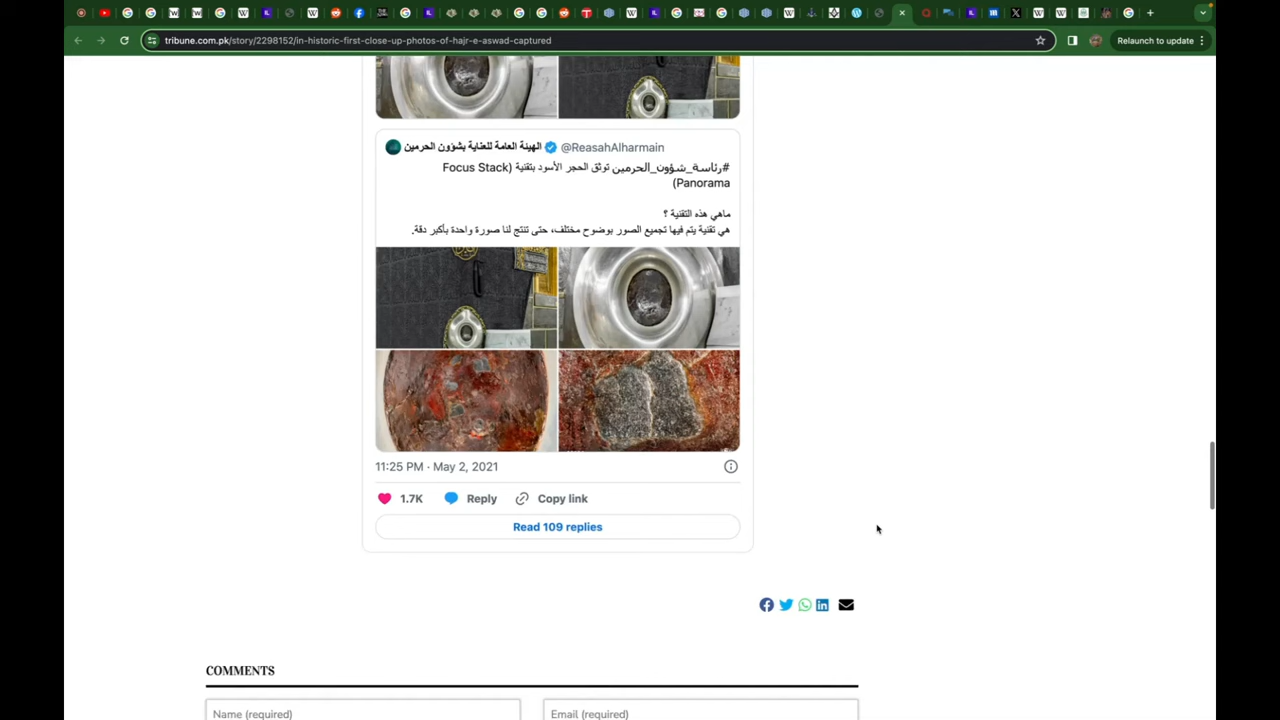 tribune.com.pk/story/2298152/in-historic-first-close-up-photos-of-hajr-e-aswad-captured
Relaunch to update
الهيئة العامة للعناية بشؤون الحرمين @ReasahAlharmain
#رئاسة_شؤون_الحرمين توثق الحجر الأسود بتقنية (Focus Stack
Panorama)
ماهي هذه التقنية ؟
هي تقنية يتم فيها تجميع الصور بوضوح مختلف، حتى تنتج لنا صورة واحدة بأكبر دقة.
11:25 PM · May 2, 2021
1.7K Reply Copy link
Read 109 replies
COMMENTS
Name (required) Email (required)